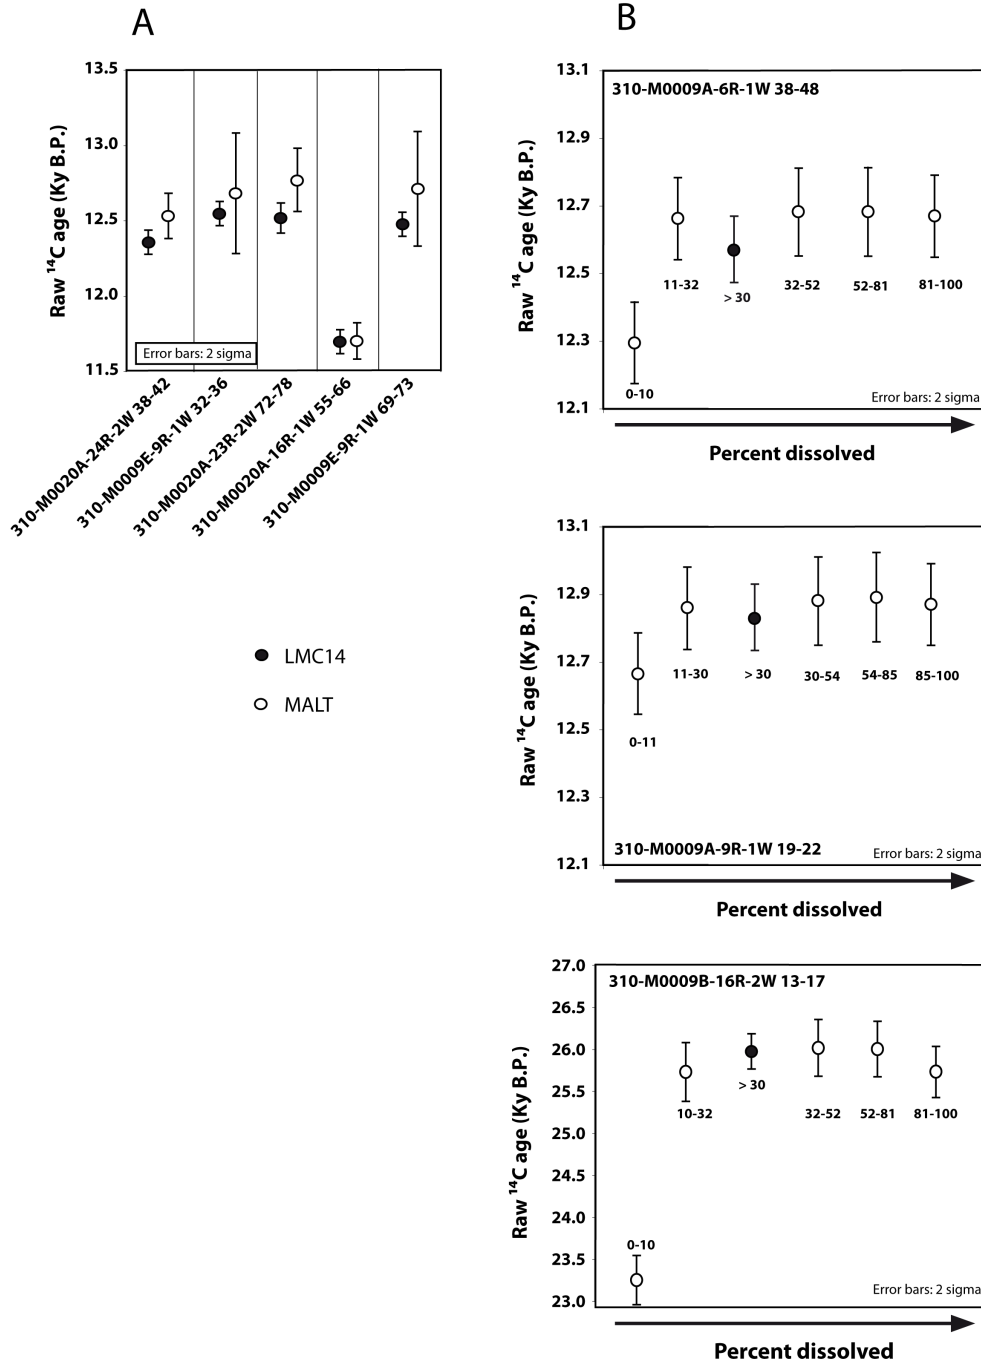 A
13.5
13.0
12.5
12.0
11.5
Raw ¹⁴C age (Ky B.P.)
Error bars: 2 sigma
310-M0020A-24R-2W 38-42
310-M0009E-9R-1W 32-36
310-M0020A-23R-2W 72-78
310-M0020A-16R-1W 55-66
310-M0009E-9R-1W 69-73
LMC14
MALT
B
13.1
12.9
12.7
12.5
12.3
12.1
Raw ¹⁴C age (Ky B.P.)
310-M0009A-6R-1W 38-48
0-10
11-32
> 30
32-52
52-81
81-100
Error bars: 2 sigma
Percent dissolved
13.1
12.9
12.7
12.5
12.3
12.1
Raw ¹⁴C age (Ky B.P.)
0-11
11-30
> 30
30-54
54-85
85-100
310-M0009A-9R-1W 19-22
Error bars: 2 sigma
Percent dissolved
27.0
26.5
26.0
25.5
25.0
24.5
24.0
23.5
23.0
Raw ¹⁴C age (Ky B.P.)
310-M0009B-16R-2W 13-17
0-10
10-32
> 30
32-52
52-81
81-100
Error bars: 2 sigma
Percent dissolved